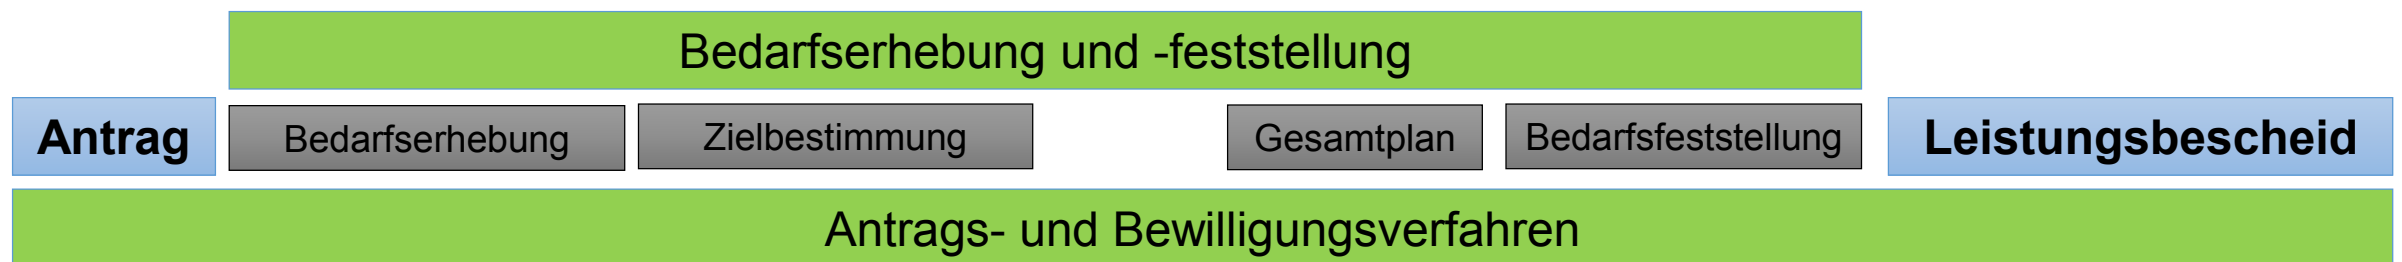 Bedarfserhebung und -feststellung
Antrag
Bedarfserhebung
Zielbestimmung
Gesamtplan
Bedarfsfeststellung
Leistungsbescheid
Antrags- und Bewilligungsverfahren